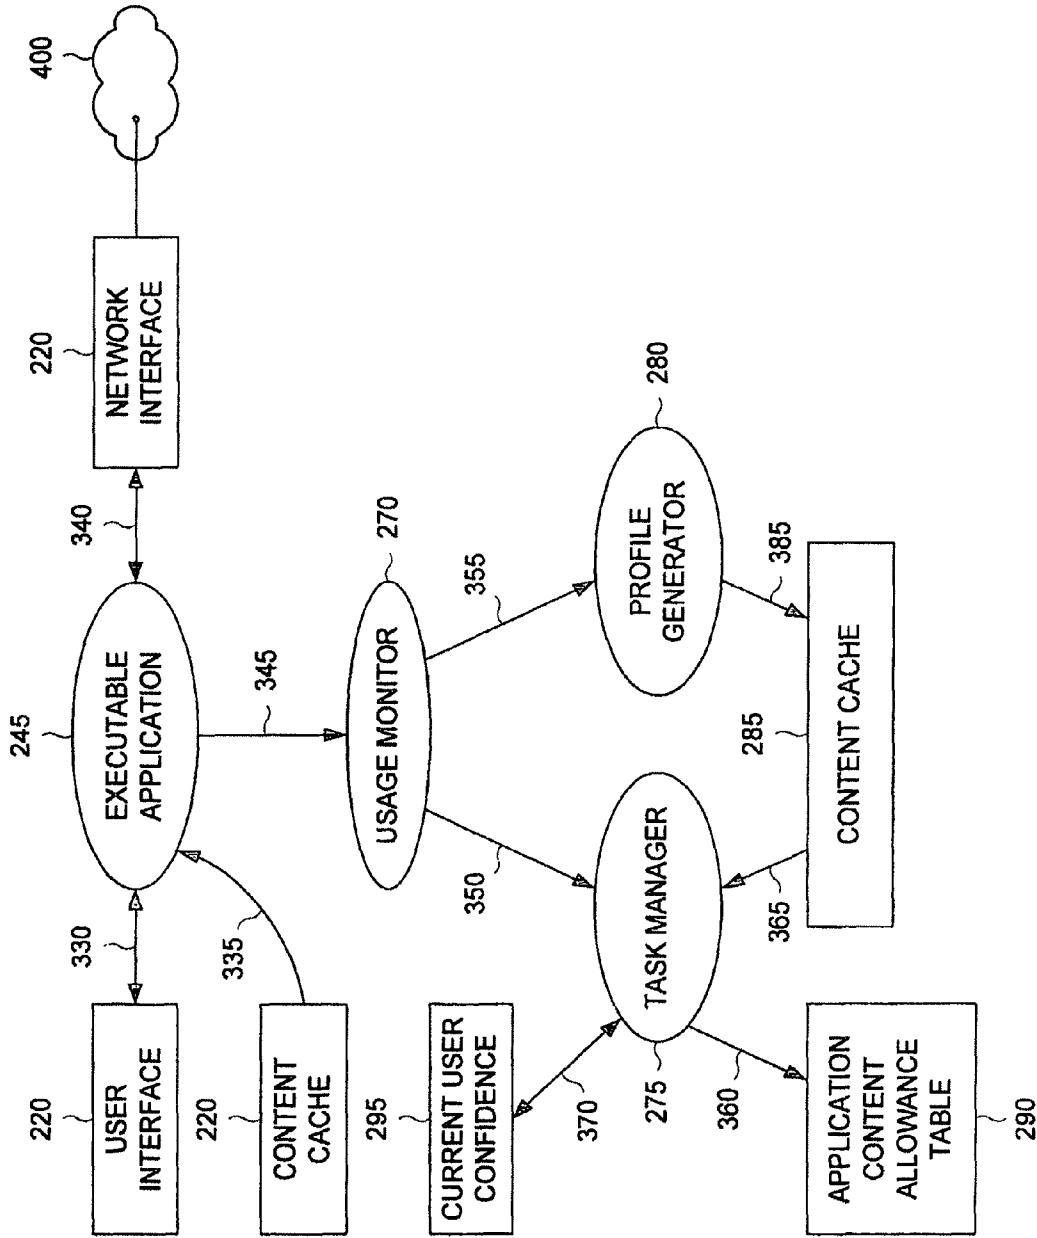 220
245
220
400
USER
INTERFACE
330
EXECUTABLE
APPLICATION
340
NETWORK
INTERFACE
220
335
345
CONTENT
CACHE
295
270
CURRENT USER
CONFIDENCE
USAGE MONITOR
350
355
370
275
TASK MANAGER
PROFILE
GENERATOR
280
360
365
285
385
APPLICATION
CONTENT
ALLOWANCE
TABLE
CONTENT CACHE
290